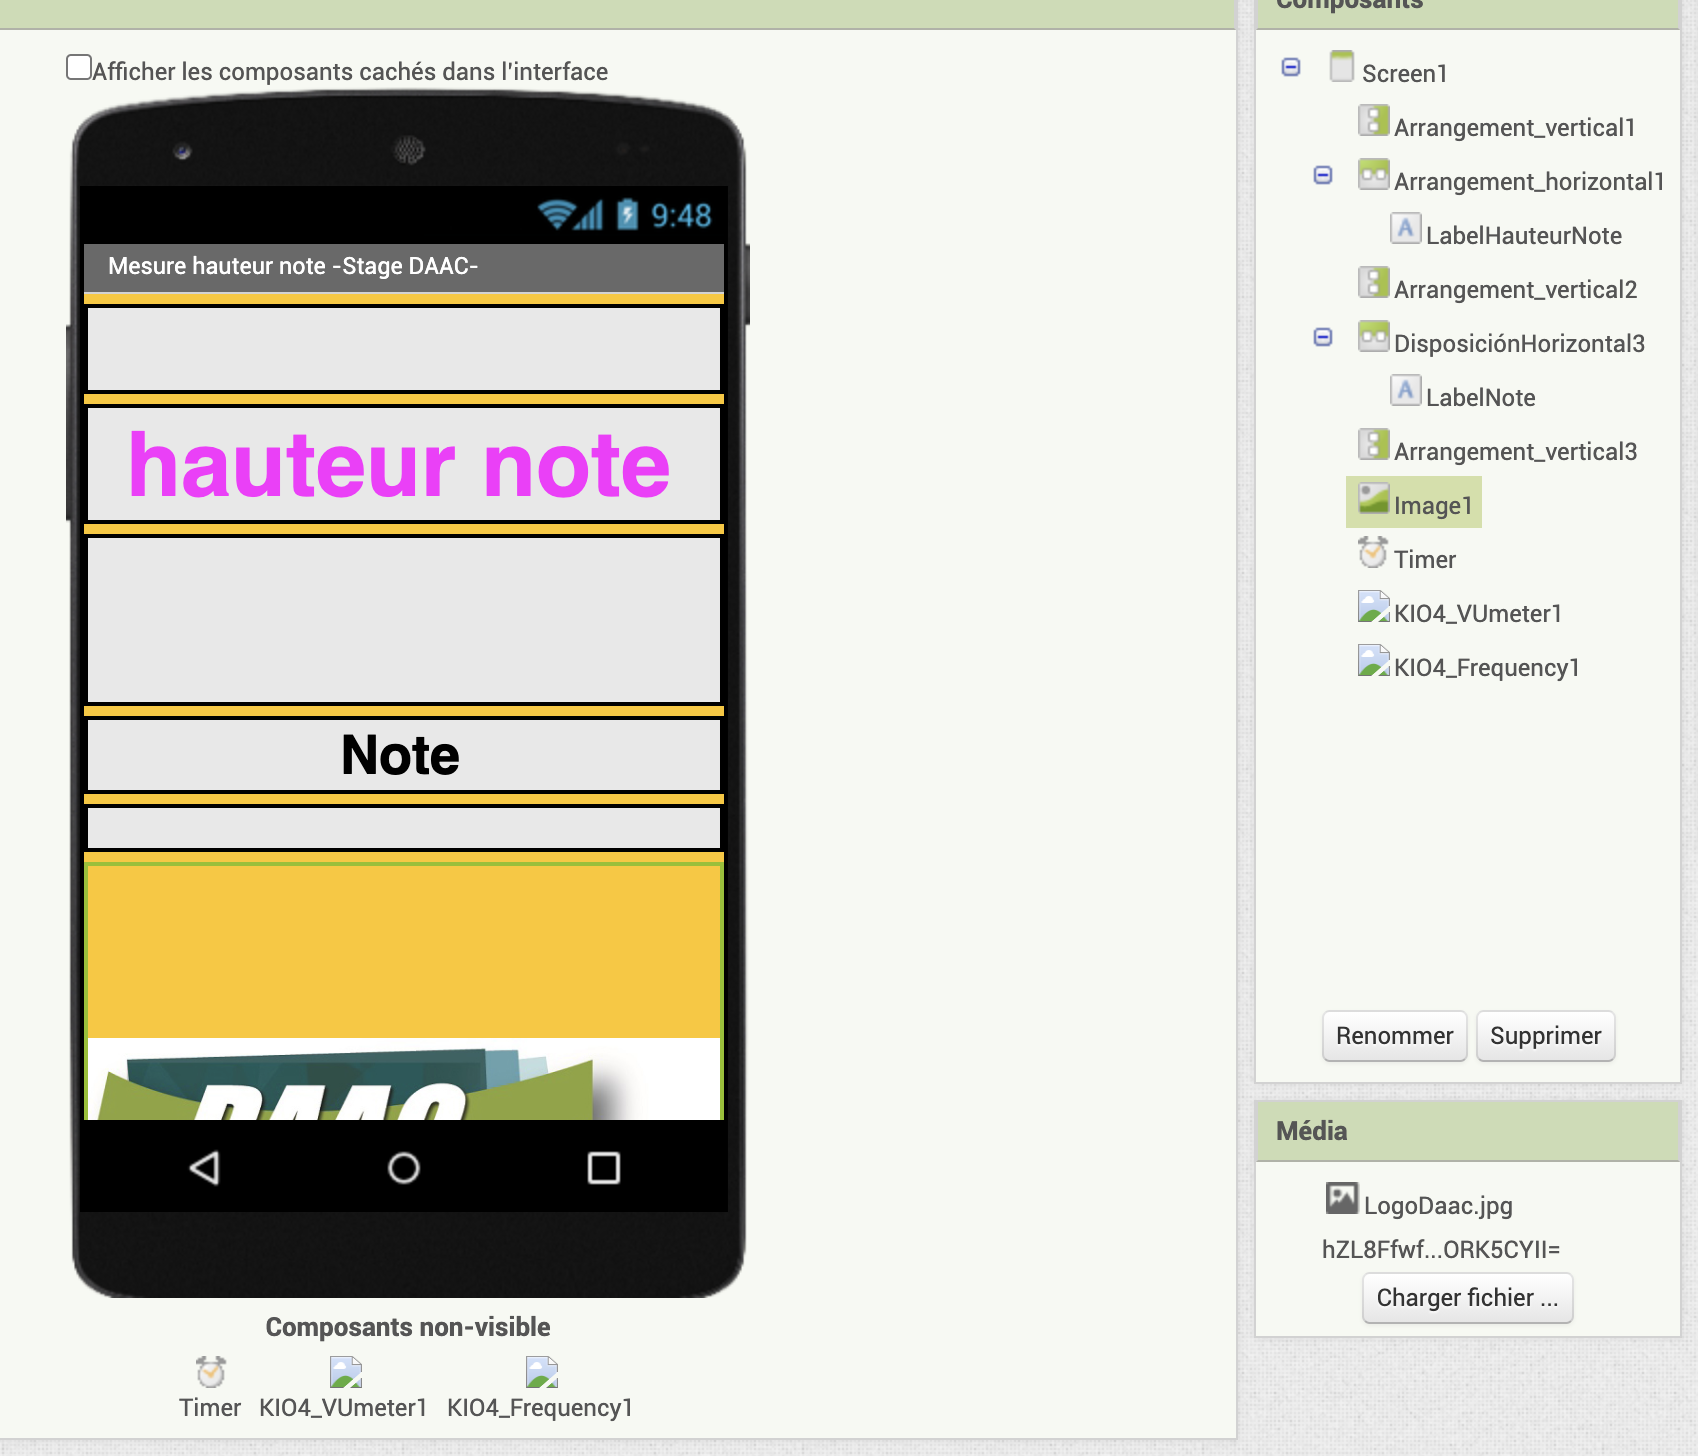 Composants
Afficher les composants cachés dans l'interface
9:48
Mesure hauteur note -Stage DAAC-
hauteur note
Note
DAAC
Composants non-visible
Timer
KIO4_VUmeter1
KIO4_Frequency1
Screen1
Arrangement_vertical1
Arrangement_horizontal1
LabelHauteurNote
Arrangement_vertical2
DisposiciónHorizontal3
LabelNote
Arrangement_vertical3
Image1
Timer
KIO4_VUmeter1
KIO4_Frequency1
Renommer
Supprimer
Média
LogoDaac.jpg
hZL8Ffwf...ORK5CYII=
Charger fichier ...